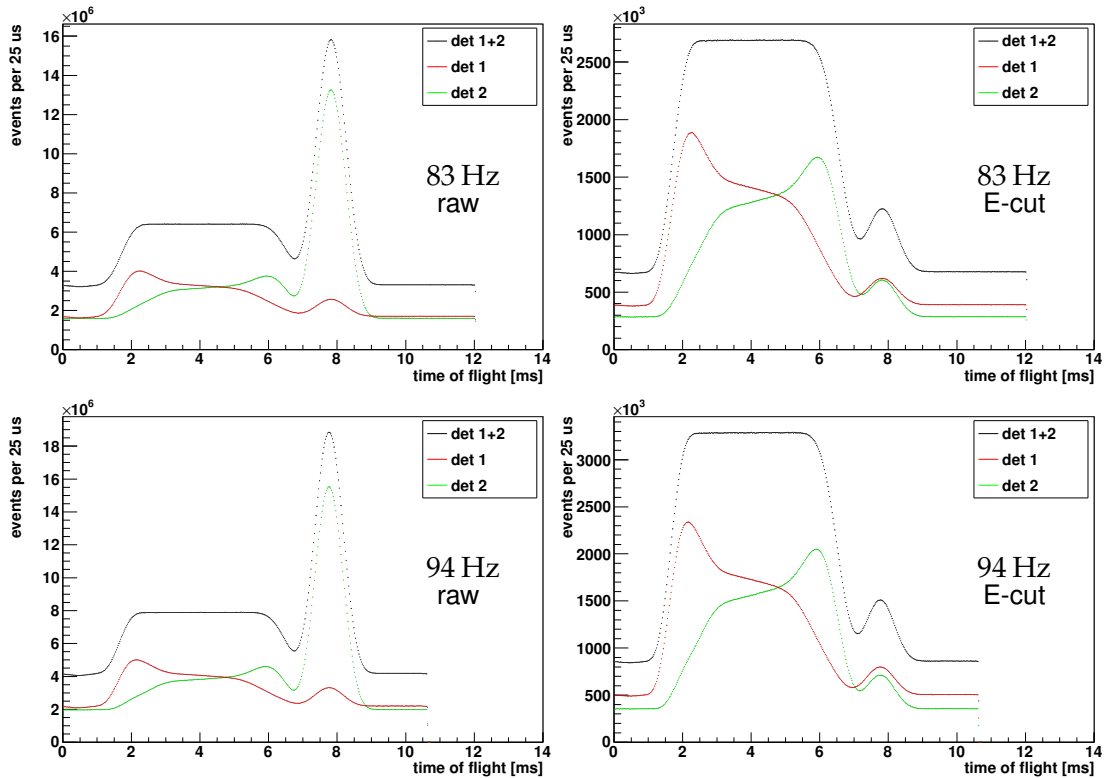 ×10⁶
events per 25 us
16
14
12
10
8
6
4
2
0
det 1+2
det 1
det 2
83 Hz
raw
0 2 4 6 8 10 12 14
time of flight [ms]
×10³
events per 25 us
2500
2000
1500
1000
500
0
det 1+2
det 1
det 2
83 Hz
E-cut
0 2 4 6 8 10 12 14
time of flight [ms]
×10⁶
events per 25 us
18
16
14
12
10
8
6
4
2
0
det 1+2
det 1
det 2
94 Hz
raw
0 2 4 6 8 10 12 14
time of flight [ms]
×10³
events per 25 us
3000
2500
2000
1500
1000
500
0
det 1+2
det 1
det 2
94 Hz
E-cut
0 2 4 6 8 10 12 14
time of flight [ms]